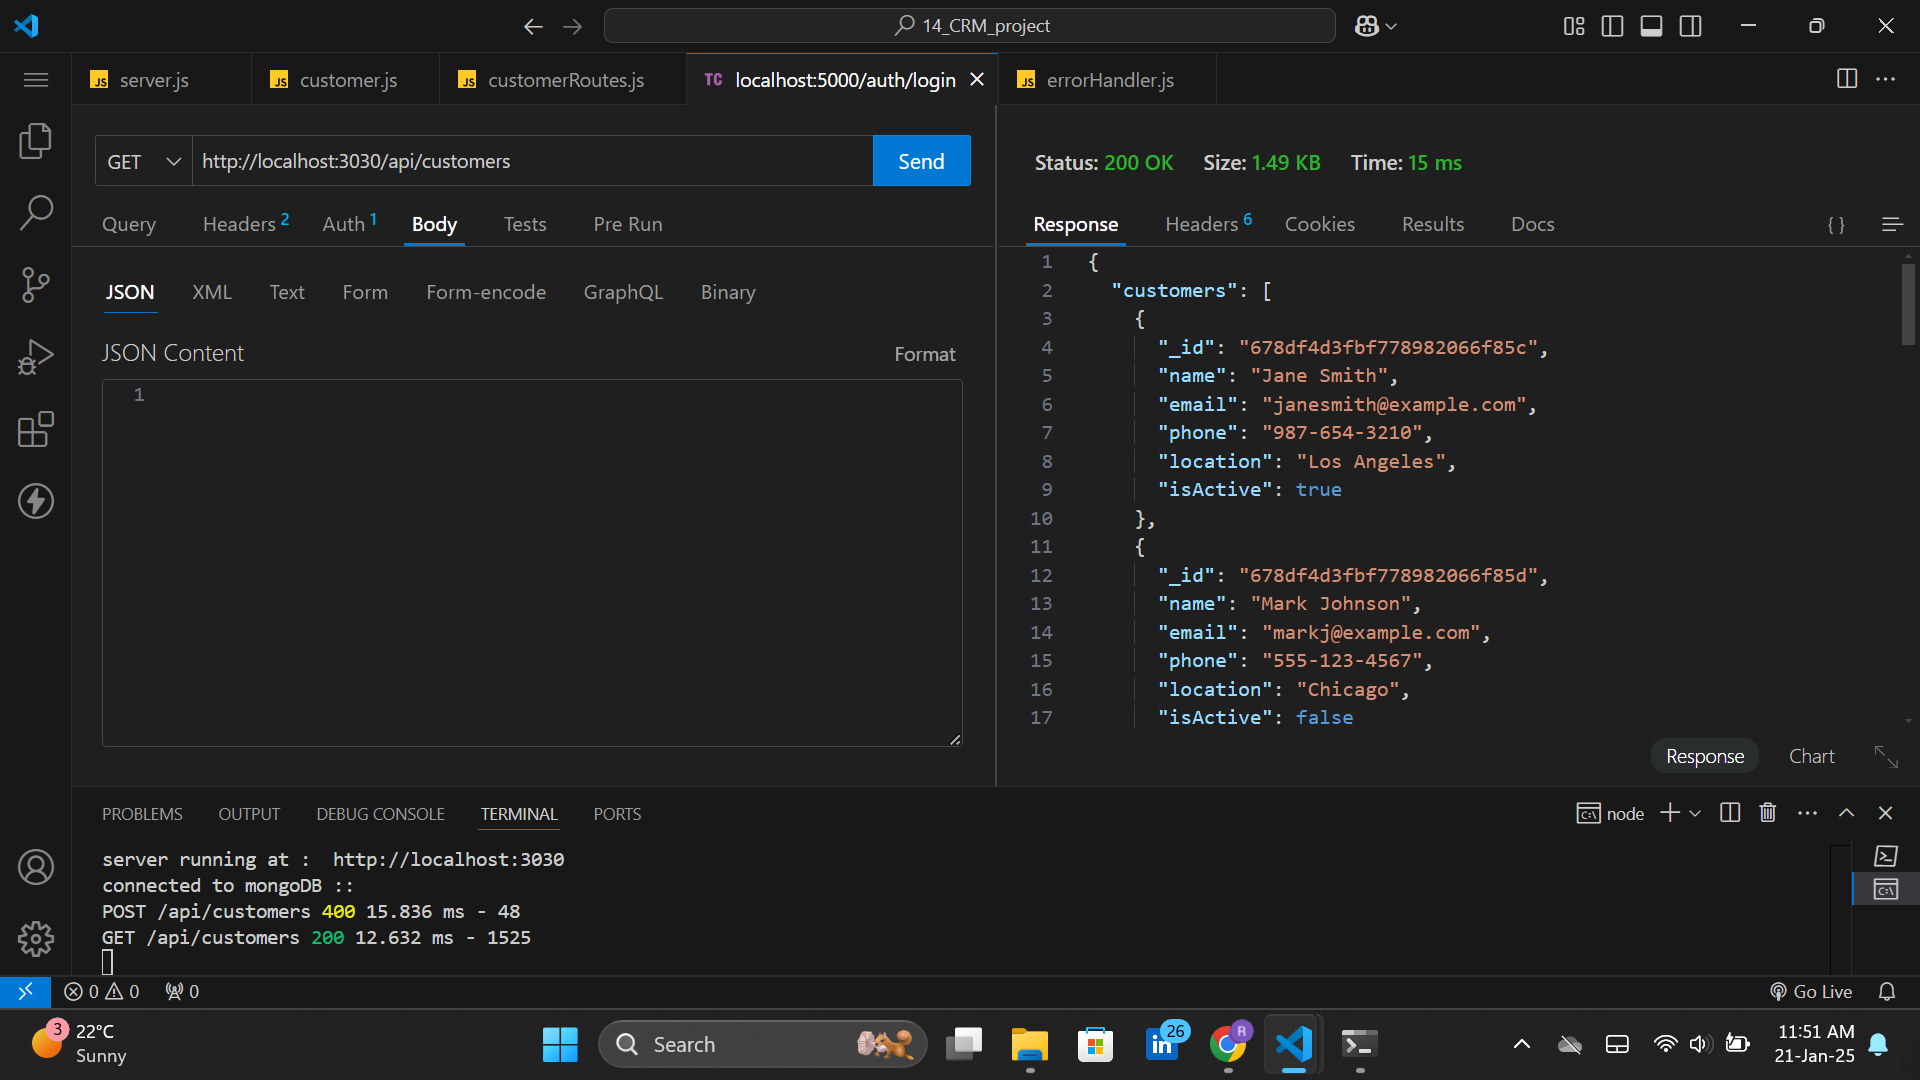 14_CRM_project
JS server.js
JS customer.js
JS customerRoutes.js
TC localhost:5000/auth/login
JS errorHandler.js
GET http://localhost:3030/api/customers Send
Query Headers 2 Auth 1 Body Tests Pre Run
JSON XML Text Form Form-encode GraphQL Binary
JSON Content Format
1
Status: 200 OK Size: 1.49 KB Time: 15 ms
Response Headers 6 Cookies Results Docs { }
1 {
2 "customers": [
3 {
4 "_id": "678df4d3fbf778982066f85c",
5 "name": "Jane Smith",
6 "email": "janesmith@example.com",
7 "phone": "987-654-3210",
8 "location": "Los Angeles",
9 "isActive": true
10 },
11 {
12 "_id": "678df4d3fbf778982066f85d",
13 "name": "Mark Johnson",
14 "email": "markj@example.com",
15 "phone": "555-123-4567",
16 "location": "Chicago",
17 "isActive": false
Response Chart
PROBLEMS OUTPUT DEBUG CONSOLE TERMINAL PORTS
node
server running at : http://localhost:3030
connected to mongoDB ::
POST /api/customers 400 15.836 ms - 48
GET /api/customers 200 12.632 ms - 1525
0 0 0
Go Live
3
22°C
Sunny
Search
26
R
11:51 AM
21-Jan-25